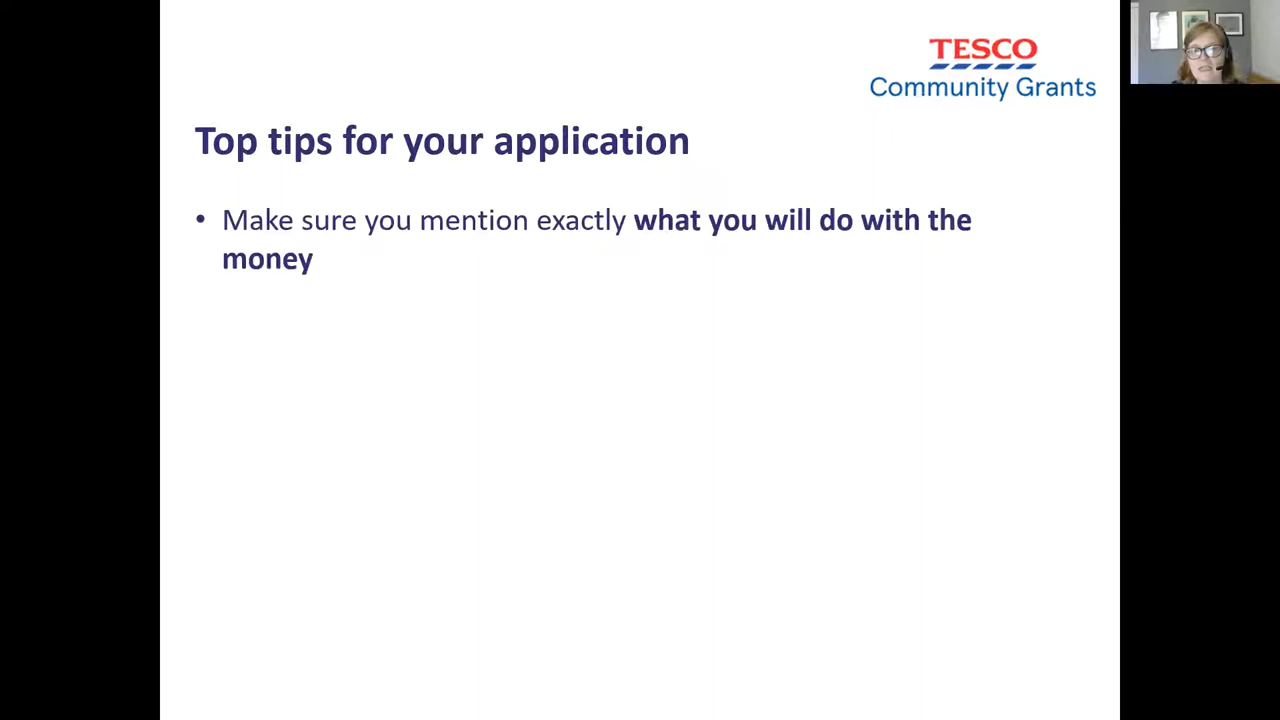 TESCO
Community Grants
Top tips for your application
• Make sure you mention exactly what you will do with the
money